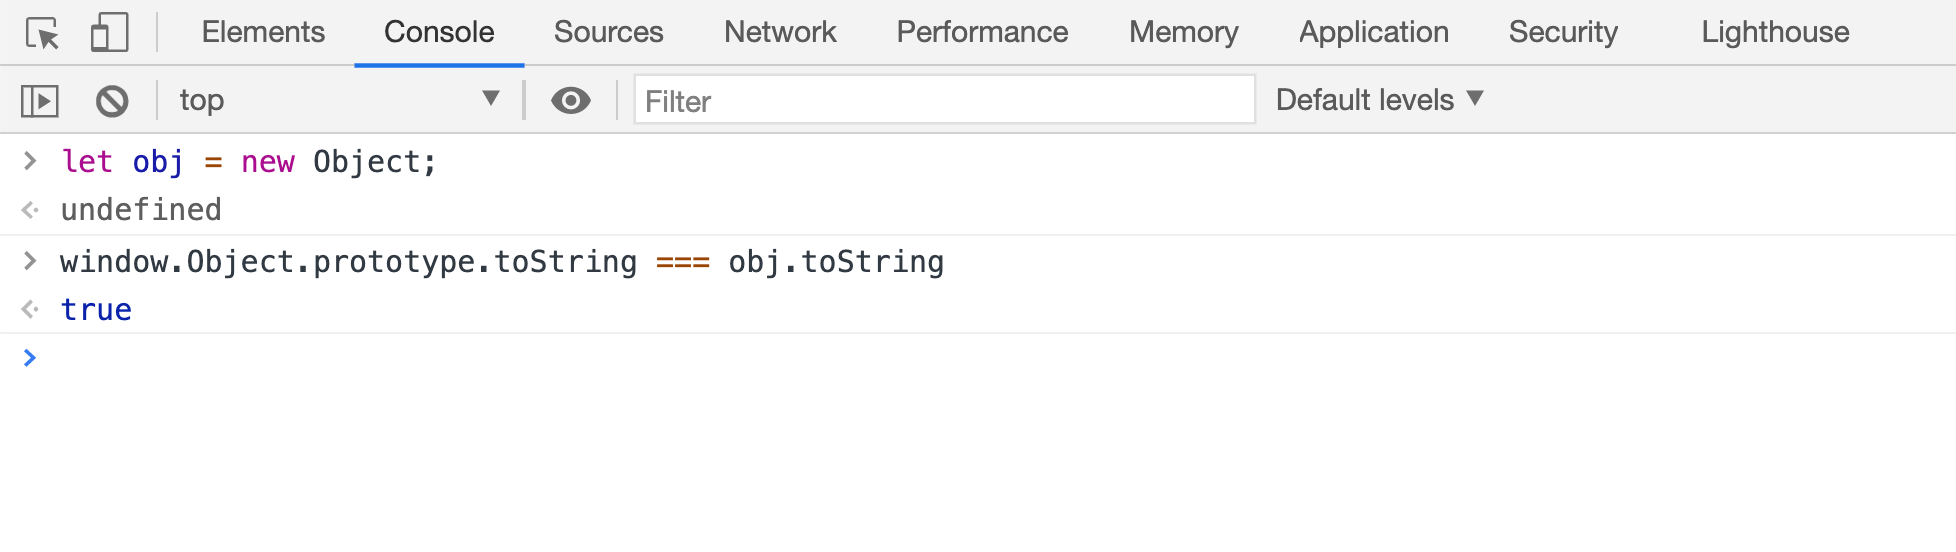 Elements Console Sources Network Performance Memory Application Security Lighthouse
top Filter Default levels
let obj = new Object;
undefined
window.Object.prototype.toString === obj.toString
true